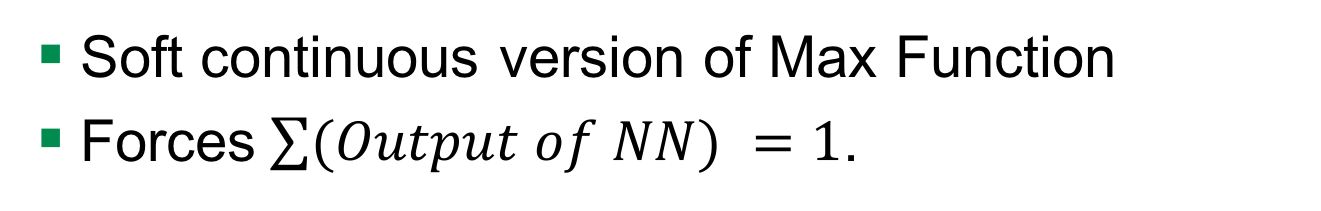 ▪ Soft continuous version of Max Function
▪ Forces ∑(Output of NN) = 1.